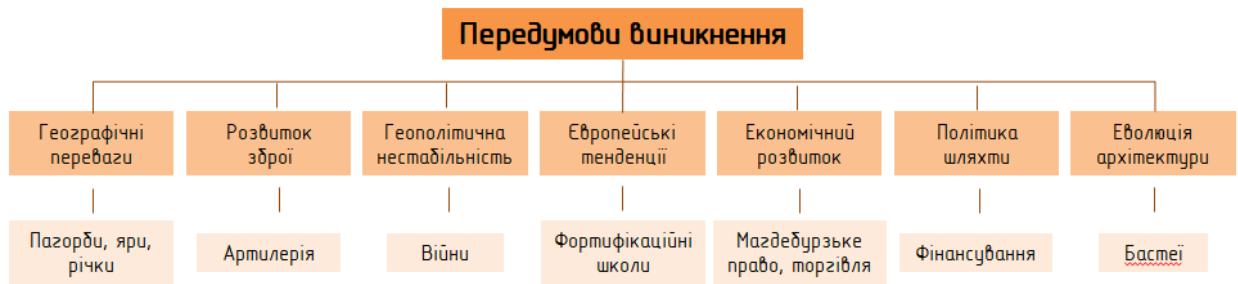 Передумови виникнення
Географічні
переваги
Розвиток
зброї
Геополітична
нестабільність
Європейські
тенденції
Економічний
розвиток
Політика
шляхти
Еволюція
архітектури
Пагорби, яри,
річки
Артилерія
Війни
Фортифікаційні
школи
Магдебурзьке
право, торгівля
Фінансування
Бастеї